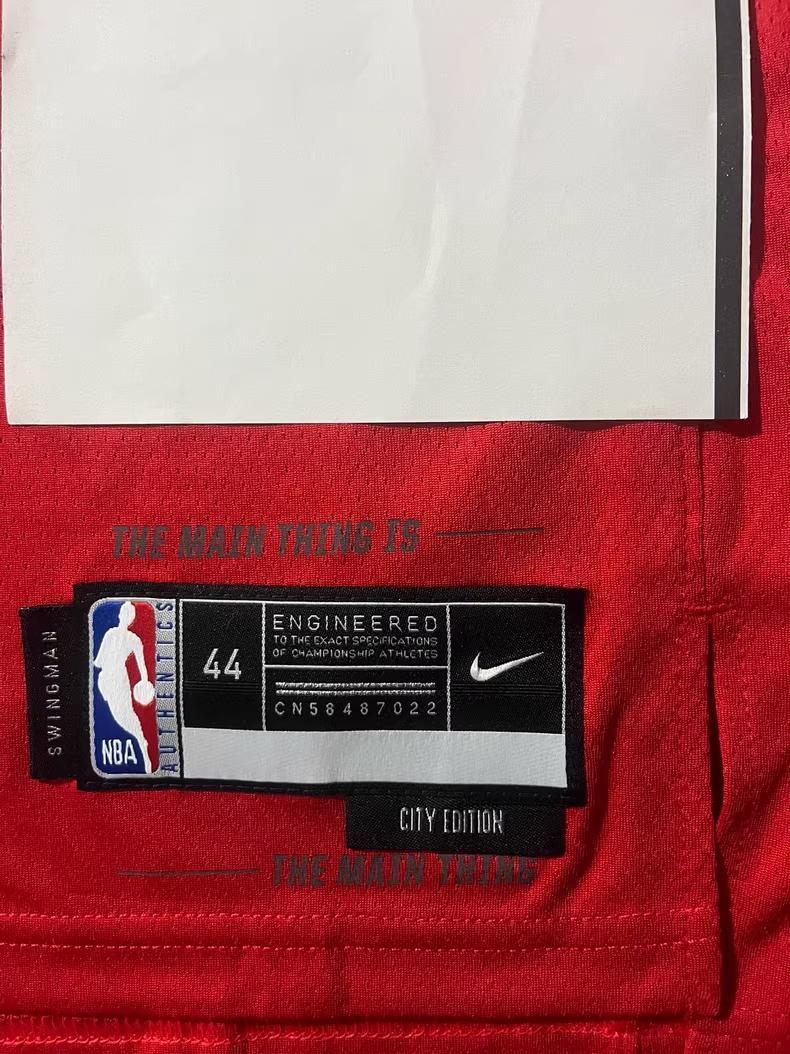 THE MAIN THING IS
SWINGMAN
NBA
AUTHENTICS
44
ENGINEERED
TO THE EXACT SPECIFICATIONS
OF CHAMPIONSHIP ATHLETES
CN58487022
CITY EDITION
THE MAIN THING